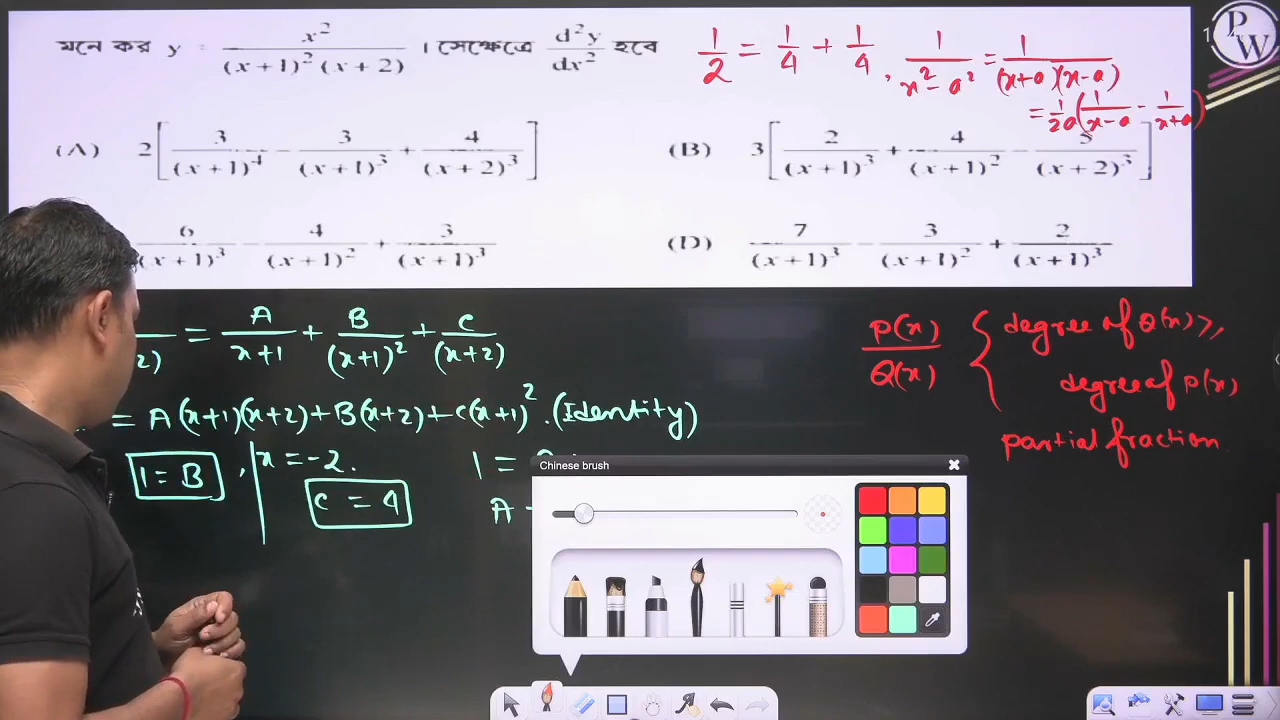 মনে কর y = x² / (x+1)² (x+2) । সেক্ষেত্রে d²y/dx² হবে
(A) 2[3/(x+1)⁴ − 3/(x+1)³ + 4/(x+2)³]
(B) 3[2/(x+1)³ + 4/(x+1)² − 5/(x+2)³]
6/(x+1)³ − 4/(x+1)² + 3/(x+1)³
(D) 7/(x+1)³ − 3/(x+1)² + 2/(x+1)³
1/2 = 1/4 + 1/4 , 1/(x²−a²) = 1/(x+a)(x−a)
= 1/2a (1/(x−a) − 1/(x+a))
PW
2) = A/(x+1) + B/(x+1)² + C/(x+2)
= A(x+1)(x+2)+B(x+2)+C(x+1)² . (Identity)
1 = B , x = −2 .
C = 4
1 =
A
P(x)/Q(x) { degree of Q(x) ≥,
degree of P(x)
partial fraction
Chinese brush